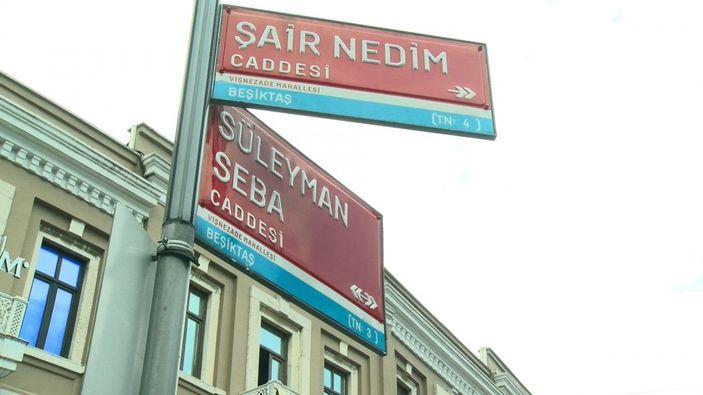 ŞAİR NEDİM
CADDESİ
VİŞNEZADE MAHALLESİ
BEŞİKTAŞ
(TN: 4 )
SÜLEYMAN
SEBA
CADDESİ
VİŞNEZADE MAHALLESİ
BEŞİKTAŞ
(TN: 3 )